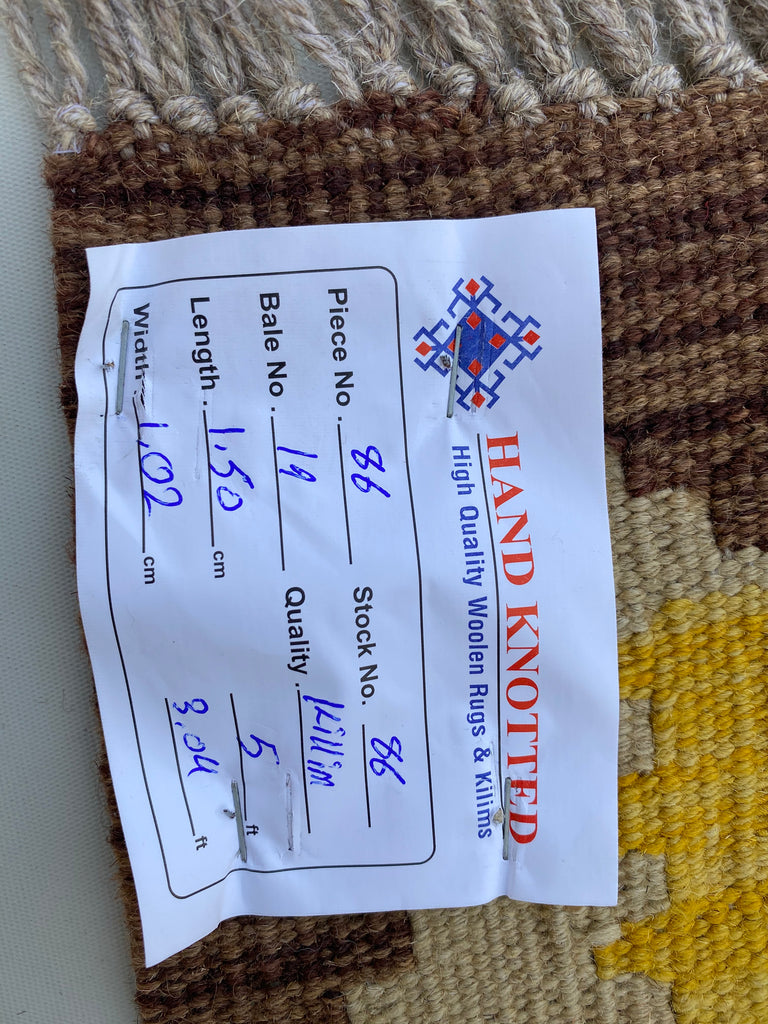 HAND KNOTTED
High Quality Woolen Rugs & Kilims
Piece No. 86 Stock No. 86
Bale No. 19 Quality. Killim
Length. 1,50 cm 5 ft
Width. 1,02 cm 3,04 ft